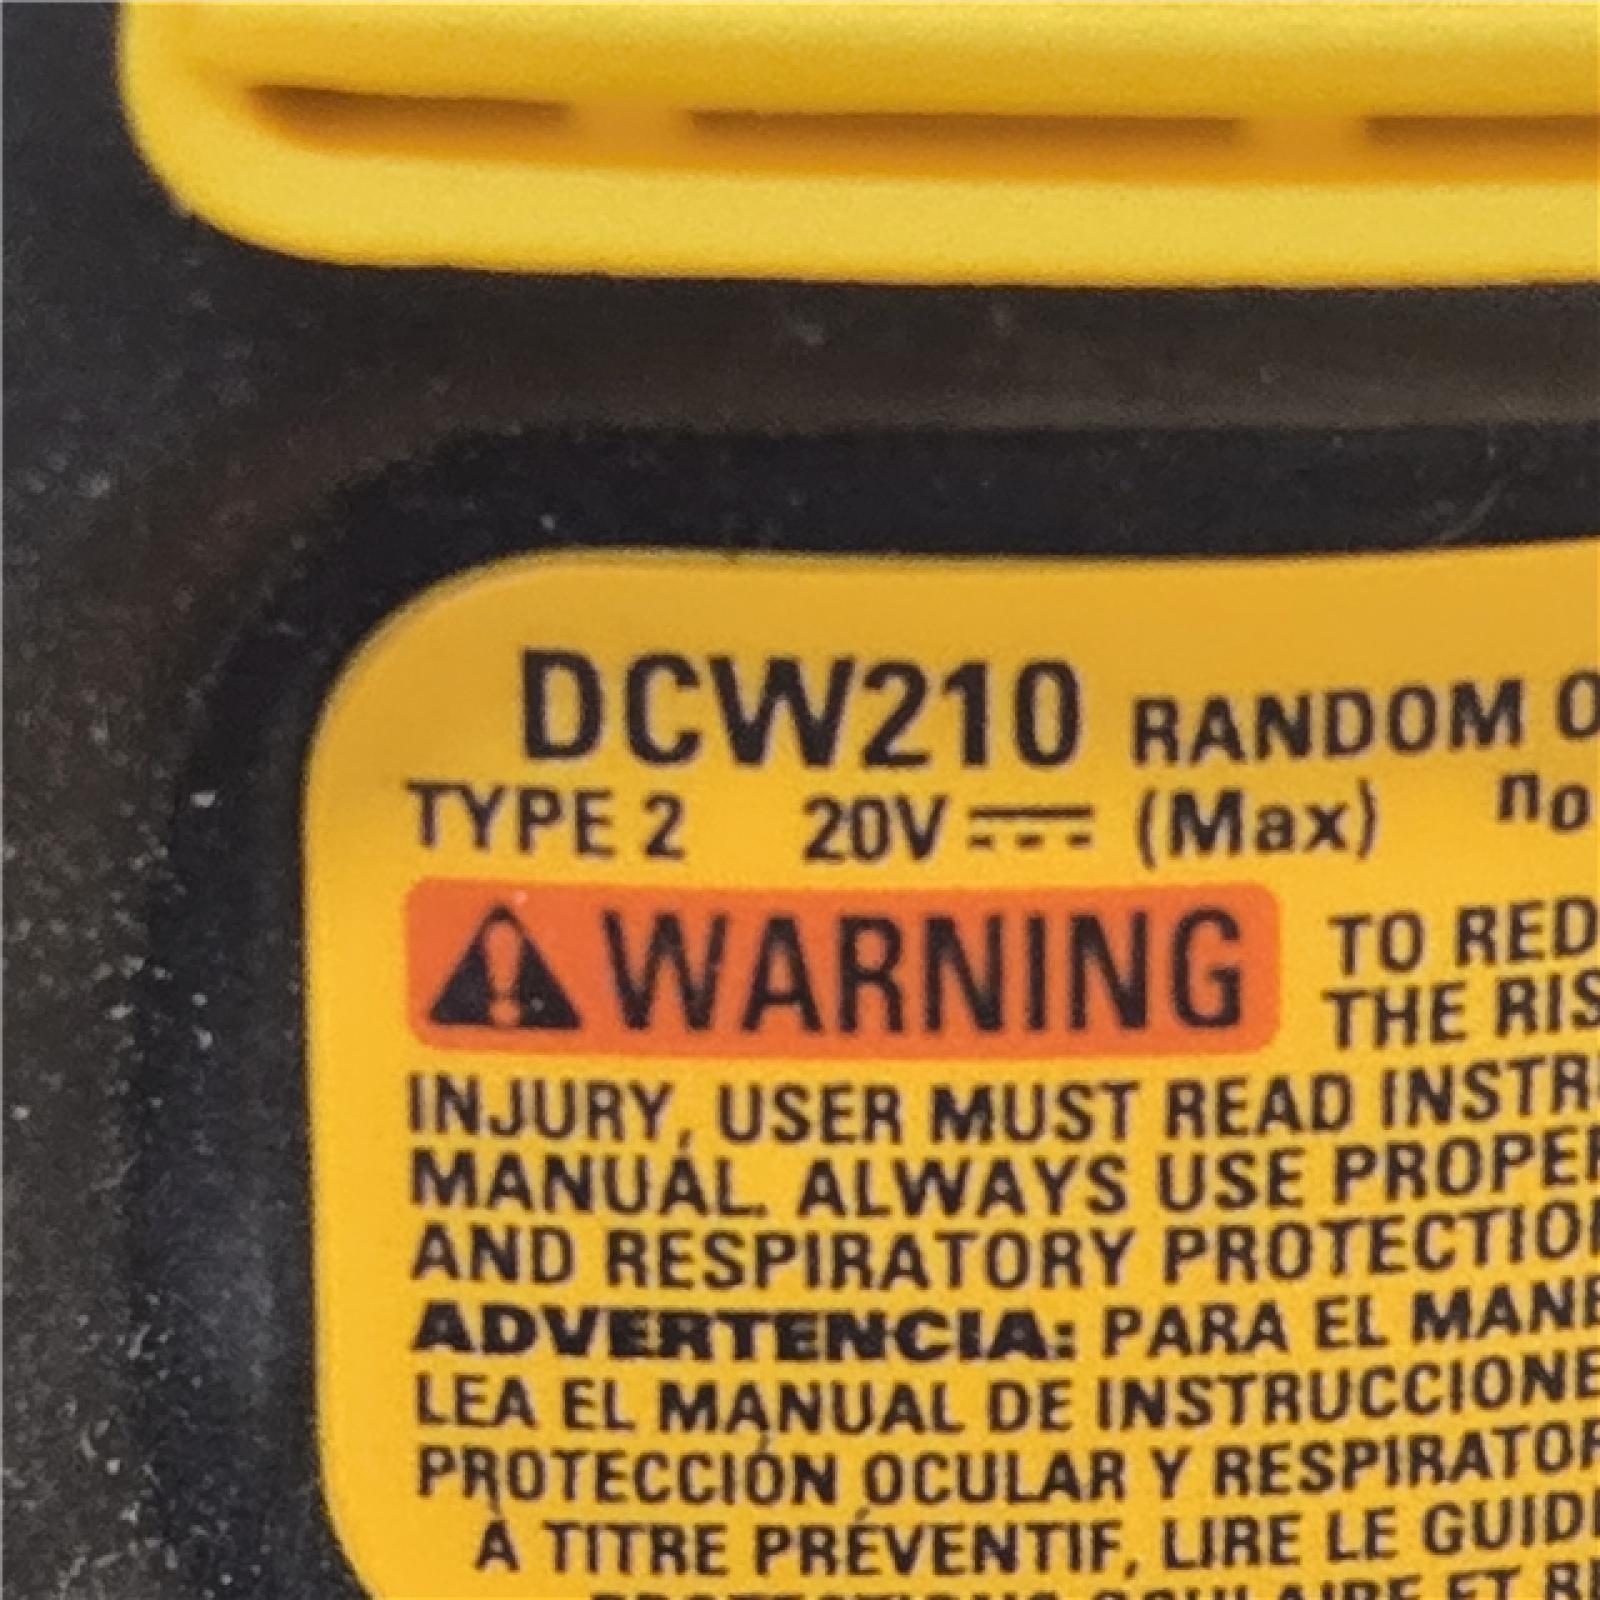 DCW210 RANDOM O
TYPE 2 20V (Max) no
WARNING TO RED
THE RIS
INJURY, USER MUST READ INSTR
MANUAL. ALWAYS USE PROPER
AND RESPIRATORY PROTECTION
ADVERTENCIA: PARA EL MANE
LEA EL MANUAL DE INSTRUCCIONE
PROTECCIÓN OCULAR Y RESPIRATOR
À TITRE PRÉVENTIF, LIRE LE GUIDE